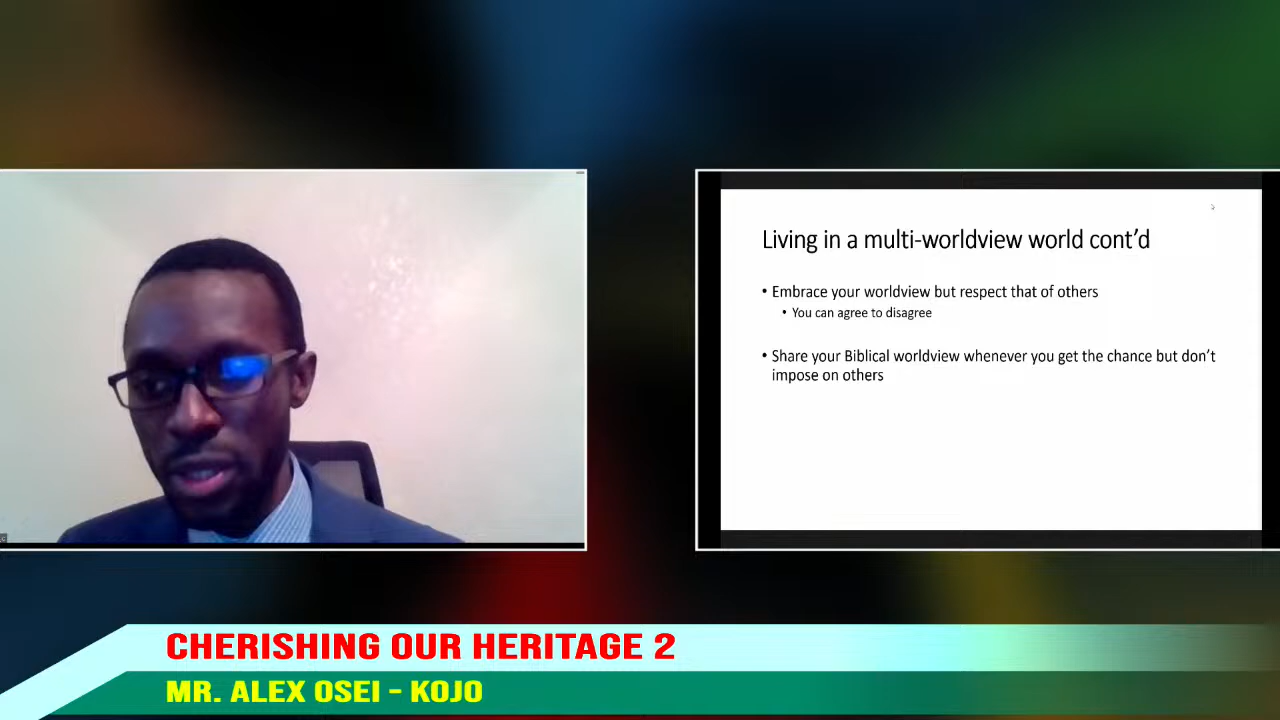 Living in a multi-worldview world cont’d
• Embrace your worldview but respect that of others
• You can agree to disagree
• Share your Biblical worldview whenever you get the chance but don’t
impose on others
CHERISHING OUR HERITAGE 2
MR. ALEX OSEI - KOJO